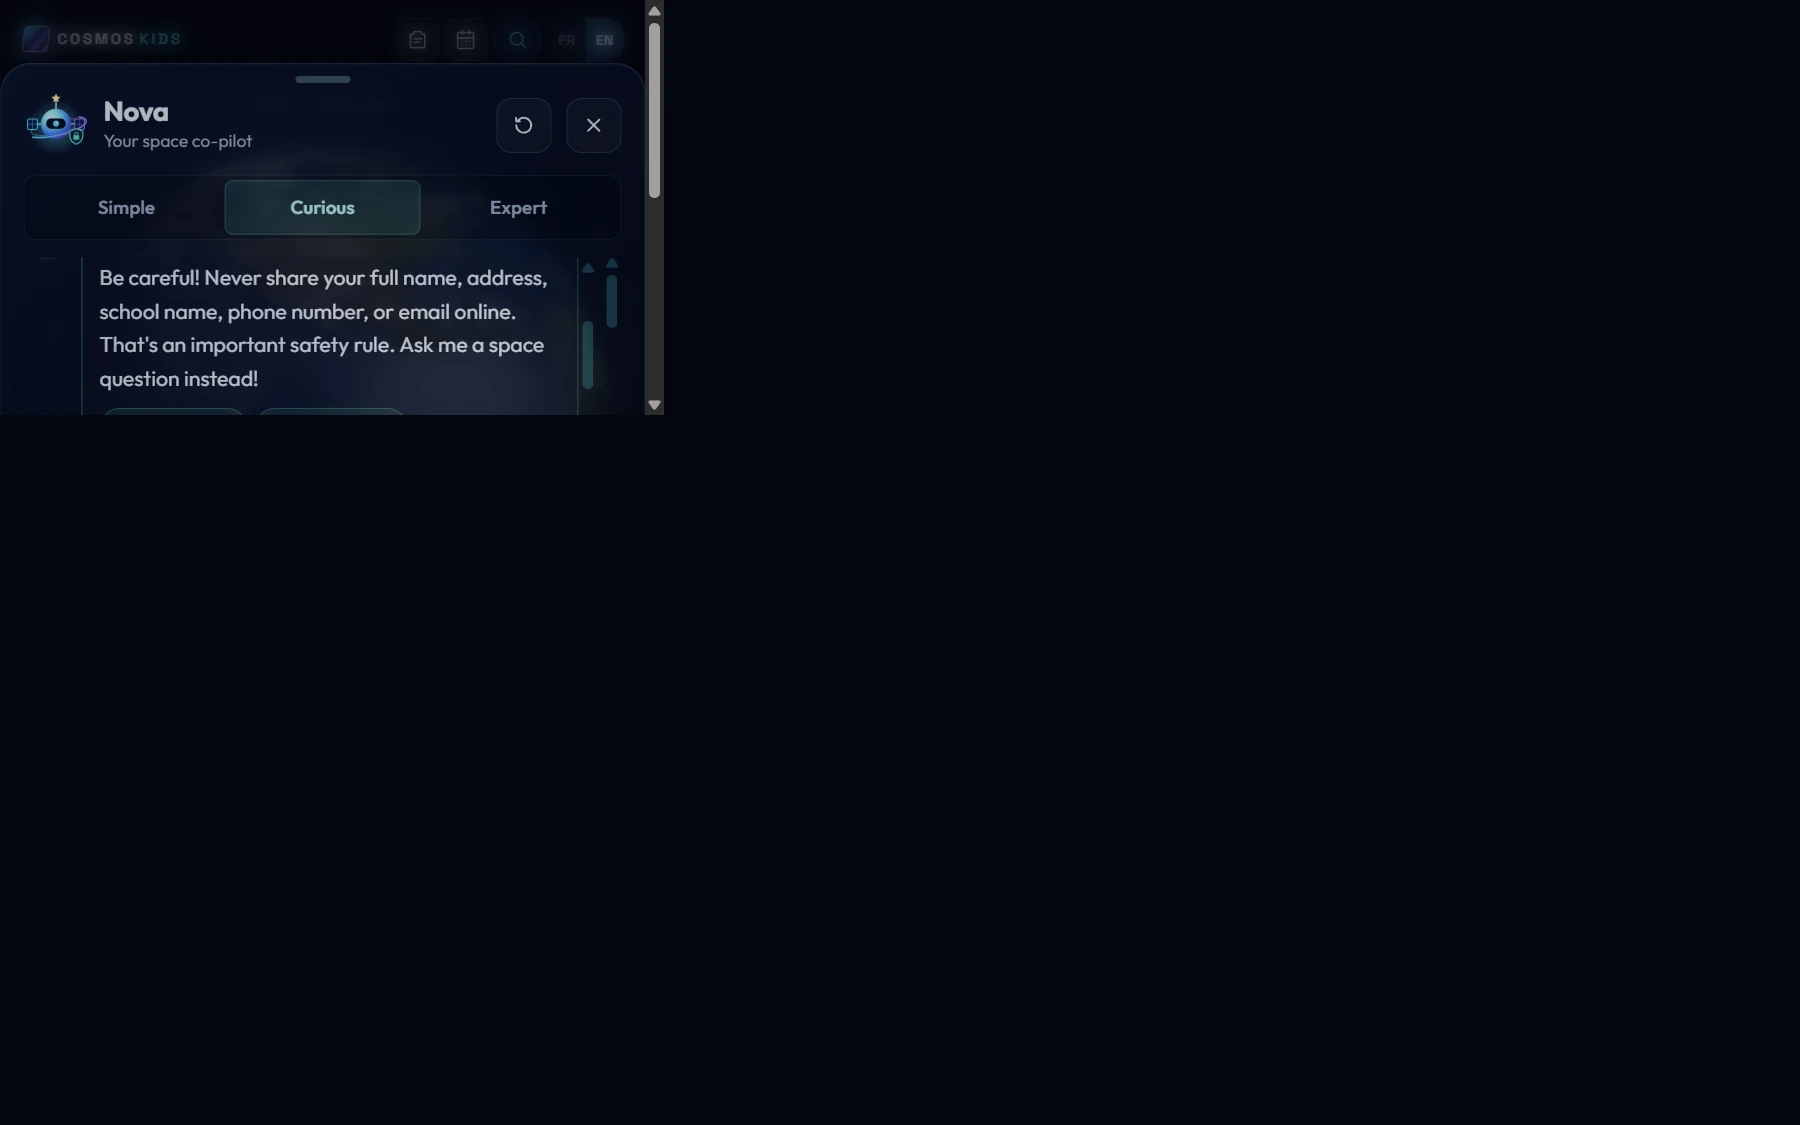 COSMOS KIDS
FR
EN
Nova
Your space co-pilot
Simple
Curious
Expert
Be careful! Never share your full name, address,
school name, phone number, or email online.
That's an important safety rule. Ask me a space
question instead!